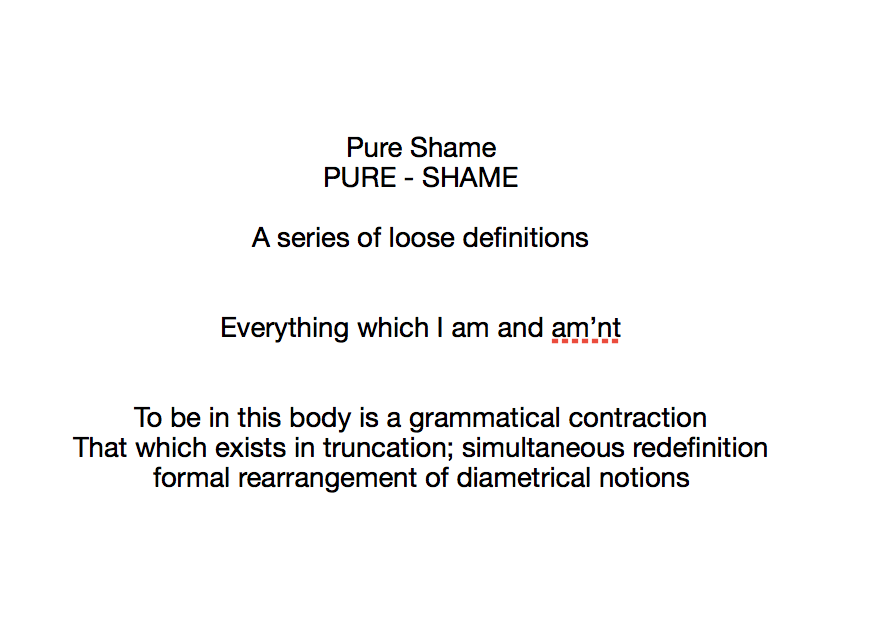 Pure Shame
PURE - SHAME
A series of loose definitions
Everything which I am and am’nt
To be in this body is a grammatical contraction
That which exists in truncation; simultaneous redefinition
formal rearrangement of diametrical notions